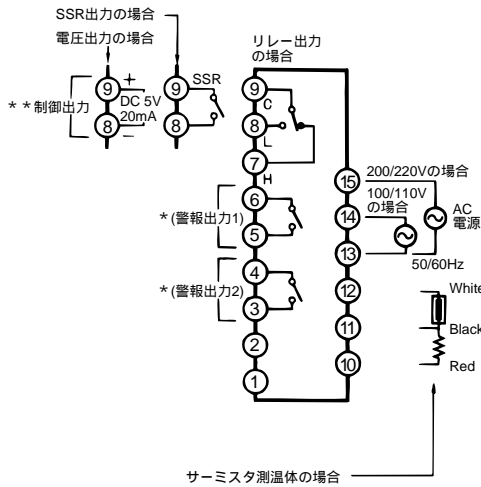 SSR出力の場合
電圧出力の場合
リレー出力
の場合
**制御出力
9
+
DC 5V
20mA
8
−
9
SSR
8
9
C
8
L
7
H
*(警報出力1)
6
5
*(警報出力2)
4
3
2
1
15
200/220Vの場合
14
100/110V
の場合
AC
電源
13
50/60Hz
12
11
10
White
Black
Red
サーミスタ測温体の場合